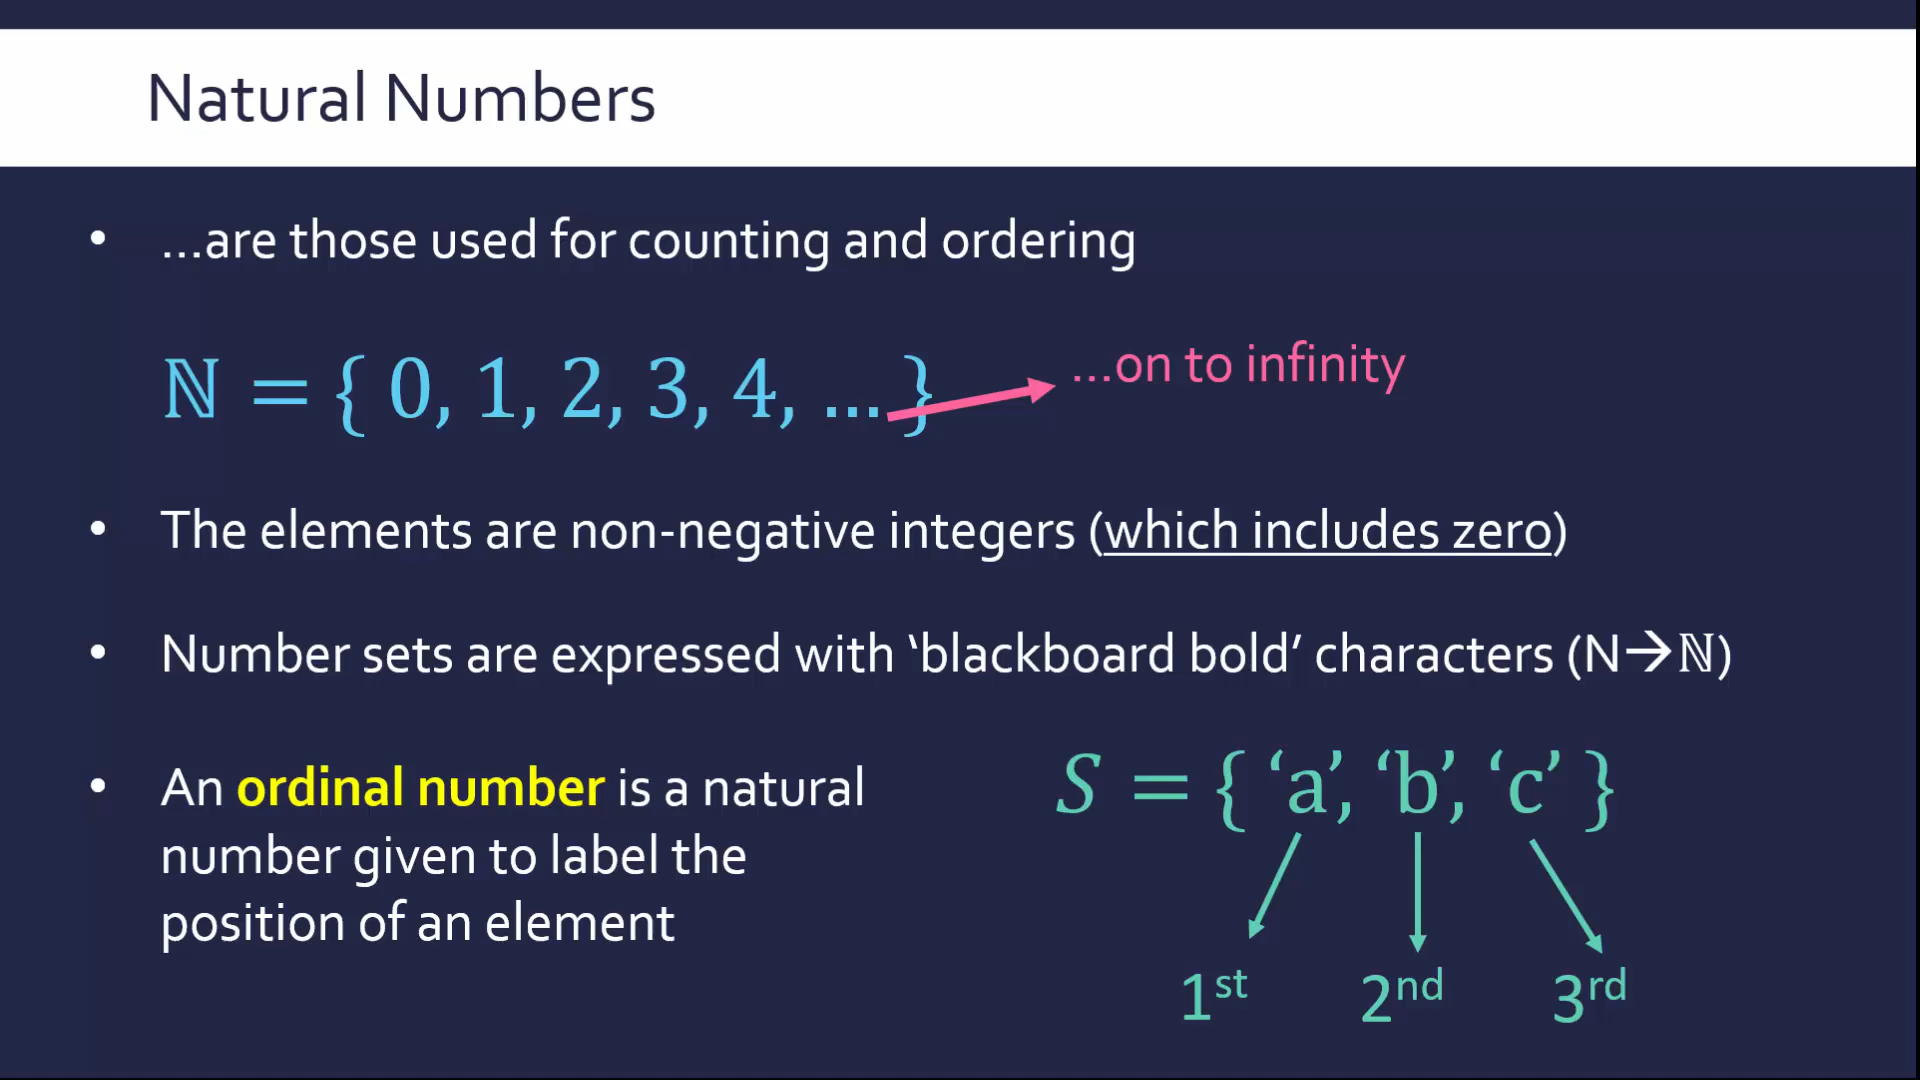 Natural Numbers
• ...are those used for counting and ordering
ℕ = { 0, 1, 2, 3, 4, ... }
...on to infinity
• The elements are non-negative integers (which includes zero)
• Number sets are expressed with ‘blackboard bold’ characters (N→ℕ)
• An ordinal number is a natural
number given to label the
position of an element
S = { ‘a’, ‘b’, ‘c’ }
1st 2nd 3rd